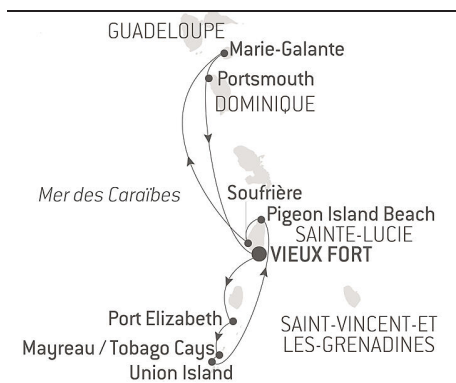 GUADELOUPE
Marie-Galante
Portsmouth
DOMINIQUE
Mer des Caraïbes
Soufrière
Pigeon Island Beach
SAINTE-LUCIE
VIEUX FORT
Port Elizabeth
SAINT-VINCENT-ET
LES-GRENADINES
Mayreau / Tobago Cays
Union Island